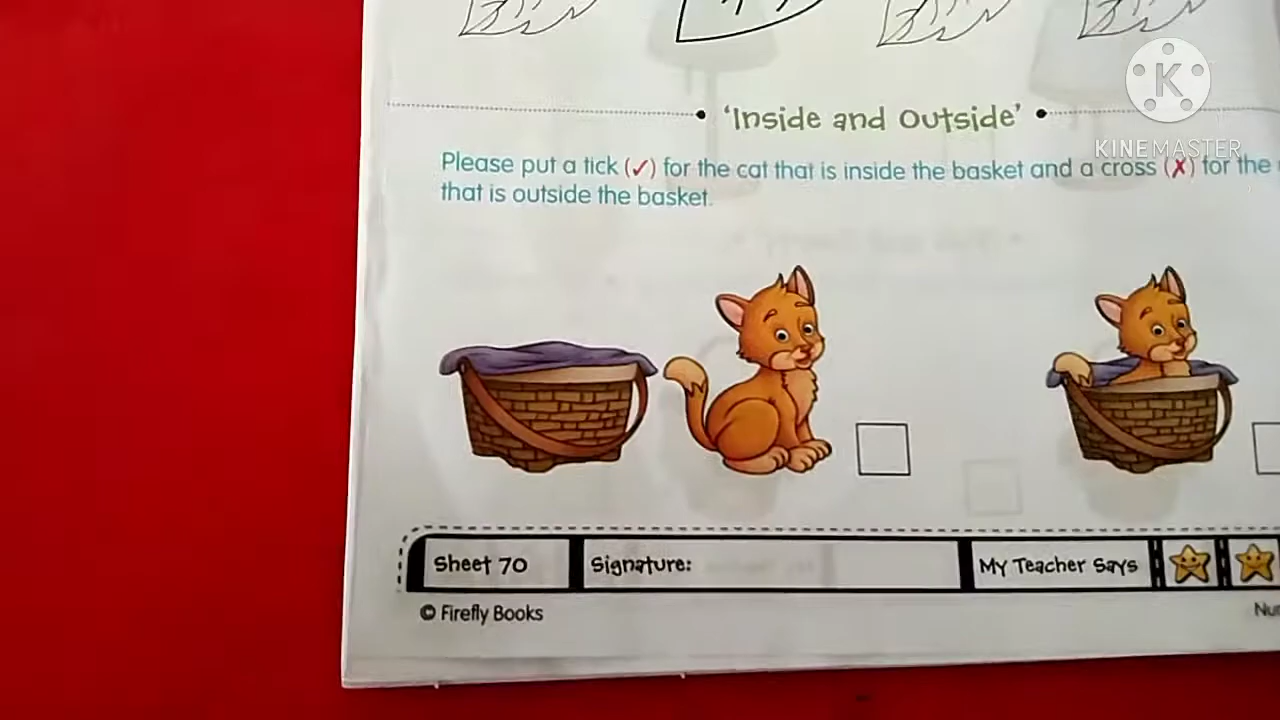 'Inside and Outside'
K
KINEMASTER
Please put a tick (✓) for the cat that is inside the basket and a cross (✗) for the
that is outside the basket.
Sheet 70
Signature:
My Teacher Says
© Firefly Books